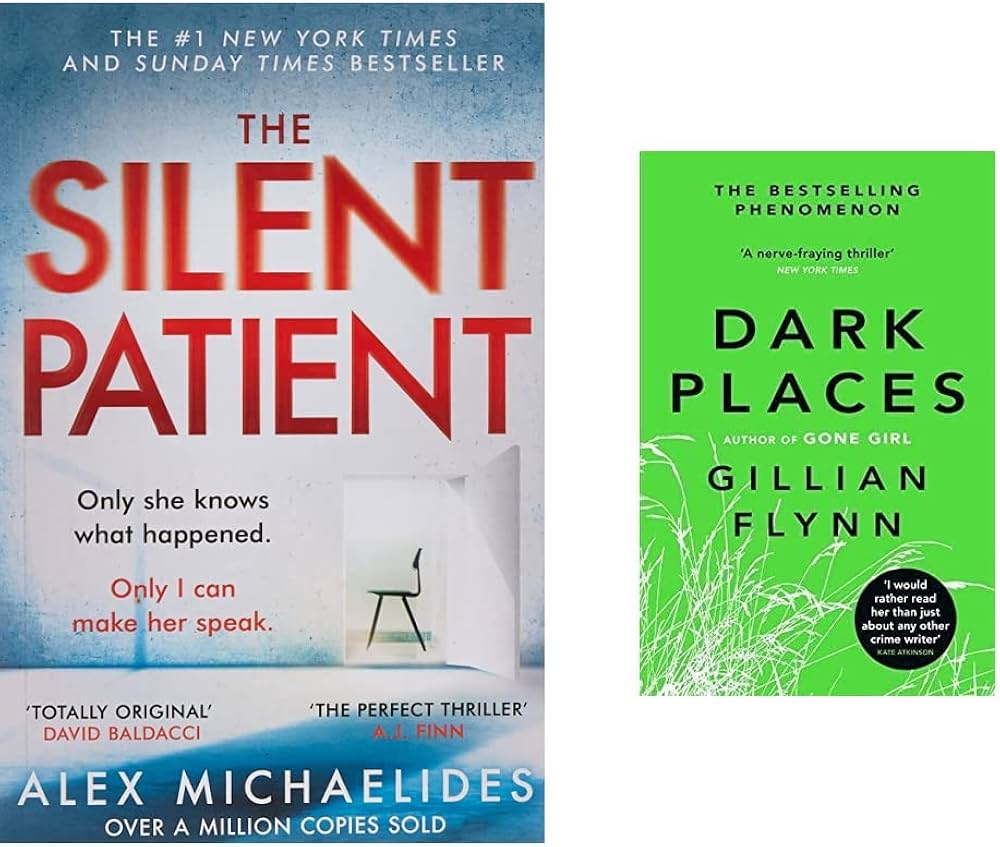 THE #1 NEW YORK TIMES
AND SUNDAY TIMES BESTSELLER
THE
SILENT
PATIENT
Only she knows
what happened.
Only I can
make her speak.
'TOTALLY ORIGINAL'
DAVID BALDACCI
'THE PERFECT THRILLER'
A.J. FINN
ALEX MICHAELIDES
OVER A MILLION COPIES SOLD
THE BESTSELLING
PHENOMENON
'A nerve-fraying thriller'
NEW YORK TIMES
DARK
PLACES
AUTHOR OF GONE GIRL
GILLIAN
FLYNN
'I would
rather read
her than just
about any other
crime writer'
KATE ATKINSON